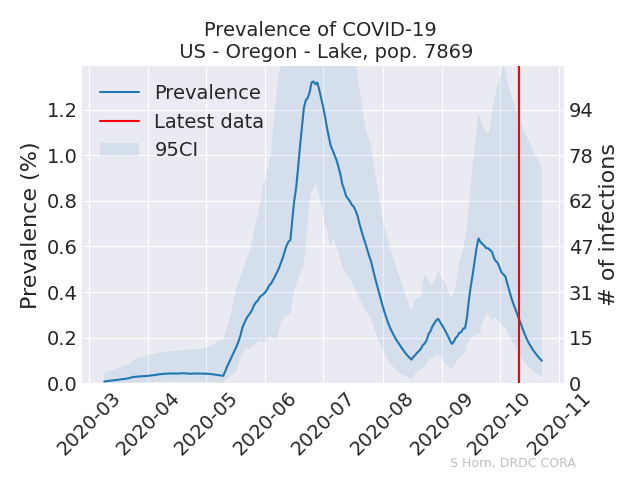 Prevalence of COVID-19
US - Oregon - Lake, pop. 7869
Prevalence
Latest data
95CI
Prevalence (%)
1.2
1.0
0.8
0.6
0.4
0.2
0.0
94
78
62
47
31
15
0
# of infections
2020-03
2020-04
2020-05
2020-06
2020-07
2020-08
2020-09
2020-10
2020-11
S Horn, DRDC CORA